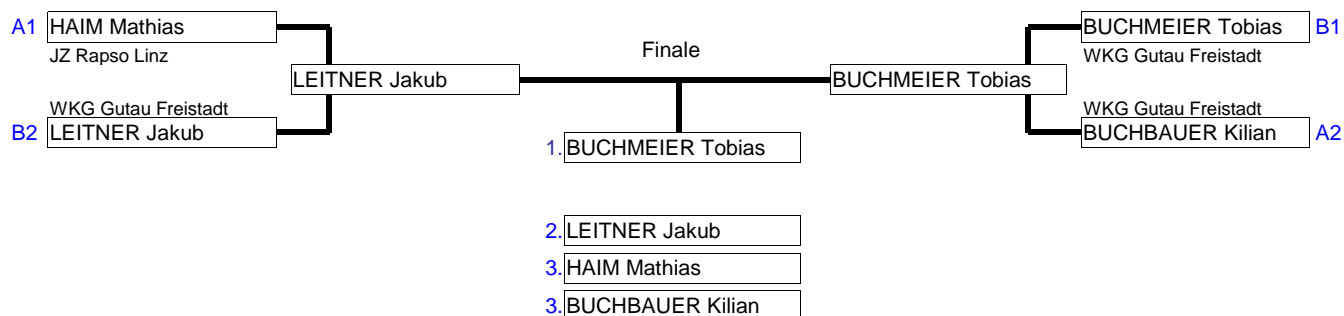 A1 HAIM Mathias
JZ Rapso Linz
LEITNER Jakub
WKG Gutau Freistadt
B2 LEITNER Jakub
Finale
BUCHMEIER Tobias B1
WKG Gutau Freistadt
BUCHMEIER Tobias
WKG Gutau Freistadt
BUCHBAUER Kilian A2
1. BUCHMEIER Tobias
2. LEITNER Jakub
3. HAIM Mathias
3. BUCHBAUER Kilian